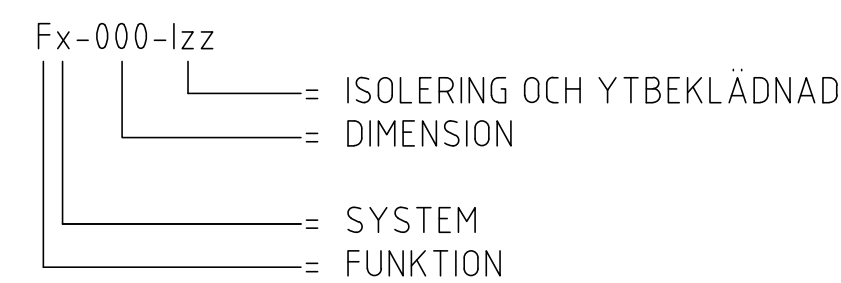 Fx-000-Izz
= ISOLERING OCH YTBEKLÄDNAD
= DIMENSION
= SYSTEM
= FUNKTION